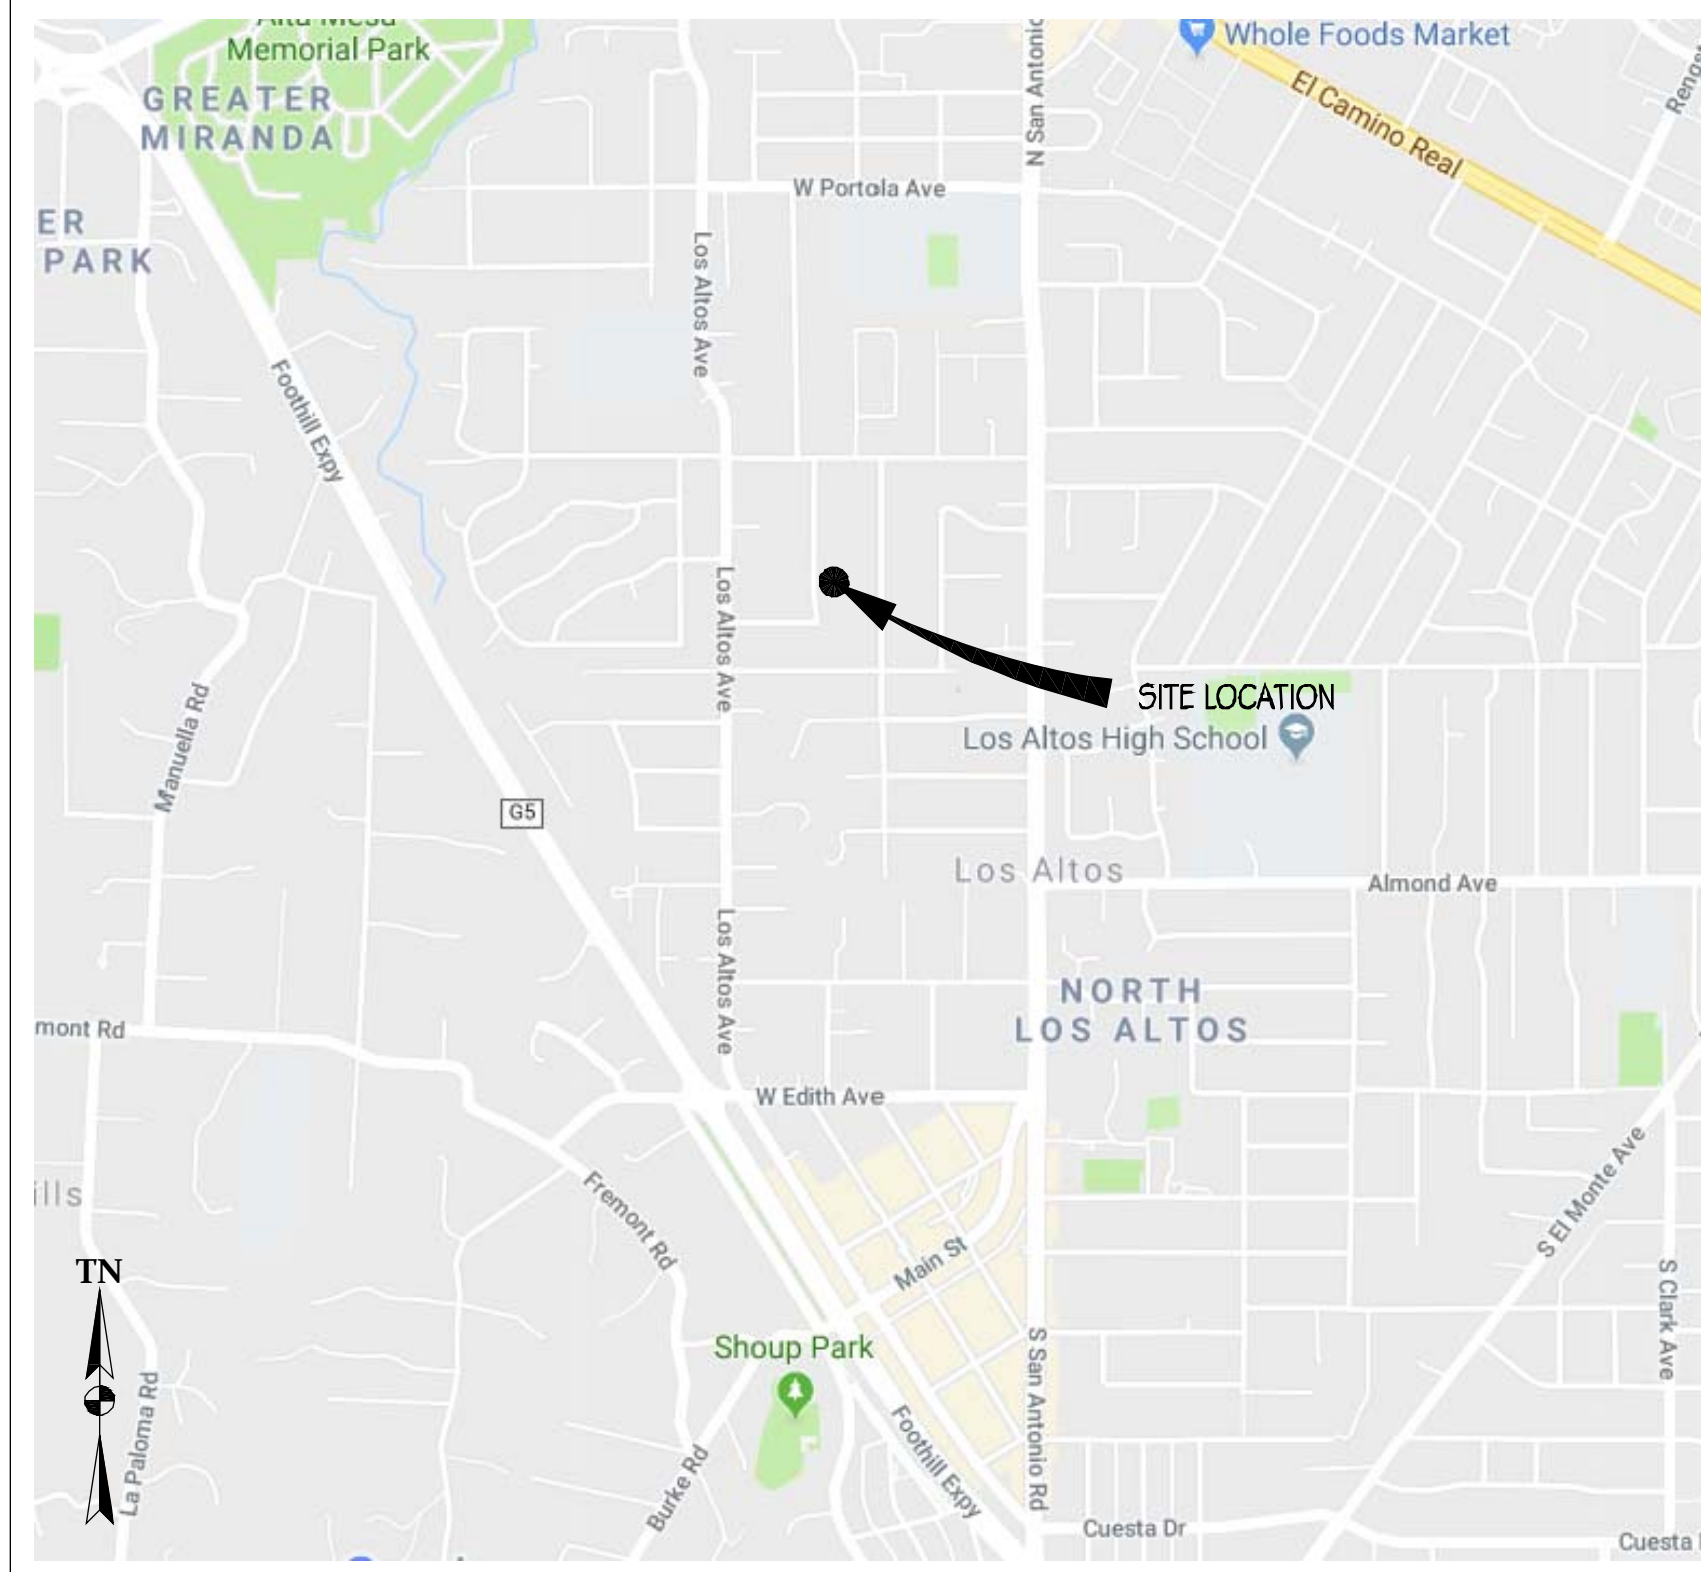 Alta Mesa
Memorial Park
Whole Foods Market
N San Antonio
El Camino Real
GREATER
MIRANDA
W Portola Ave
ER
PARK
Los Altos Ave
Foothill Expy
Los Altos Ave
SITE LOCATION
Los Altos High School
Manuella Rd
G5
Los Altos
Almond Ave
Los Altos Ave
NORTH
LOS ALTOS
mont Rd
W Edith Ave
Fremont Rd
S El Monte Ave
ills
Main St
TN
S Clark Ave
Shoup Park
S San Antonio Rd
La Paloma Rd
Foothill Expy
Burke Rd
Cuesta Dr
Cuesta